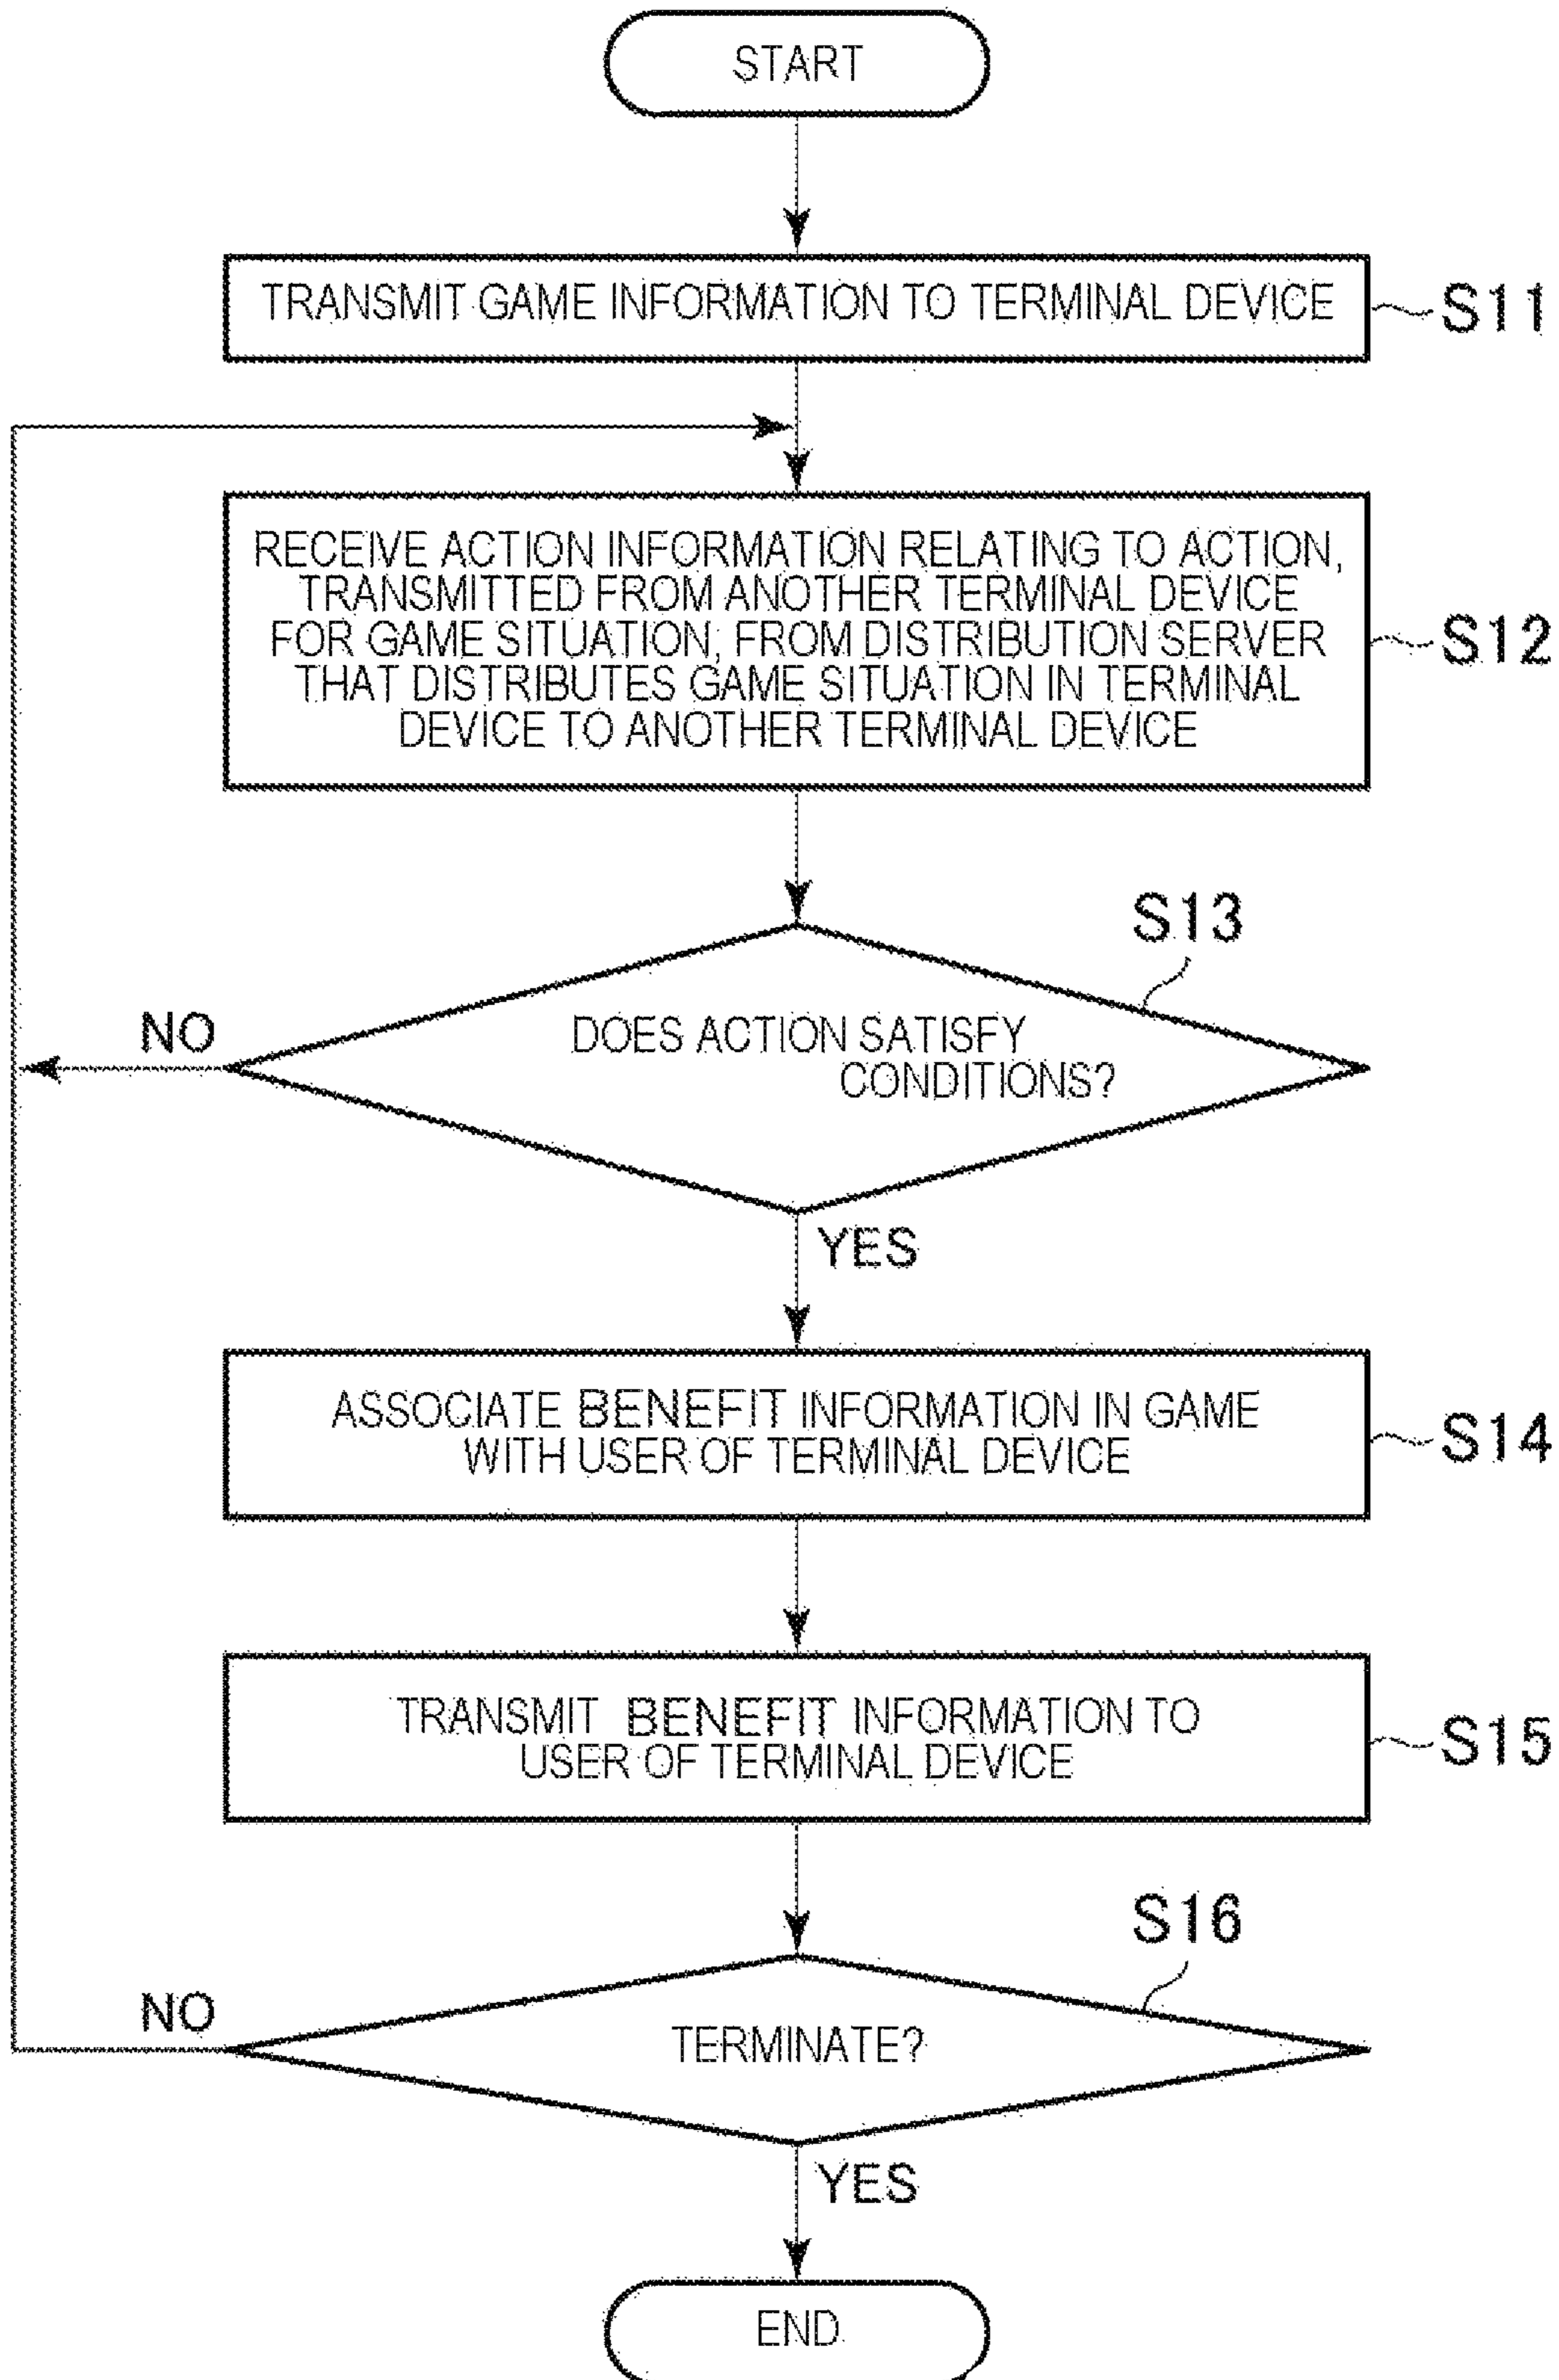 START
TRANSMIT GAME INFORMATION TO TERMINAL DEVICE
S11
RECEIVE ACTION INFORMATION RELATING TO ACTION,
TRANSMITTED FROM ANOTHER TERMINAL DEVICE
FOR GAME SITUATION, FROM DISTRIBUTION SERVER
THAT DISTRIBUTES GAME SITUATION IN TERMINAL
DEVICE TO ANOTHER TERMINAL DEVICE
S12
S13
DOES ACTION SATISFY
CONDITIONS?
NO
YES
ASSOCIATE BENEFIT INFORMATION IN GAME
WITH USER OF TERMINAL DEVICE
S14
TRANSMIT BENEFIT INFORMATION TO
USER OF TERMINAL DEVICE
S15
S16
TERMINATE?
NO
YES
END